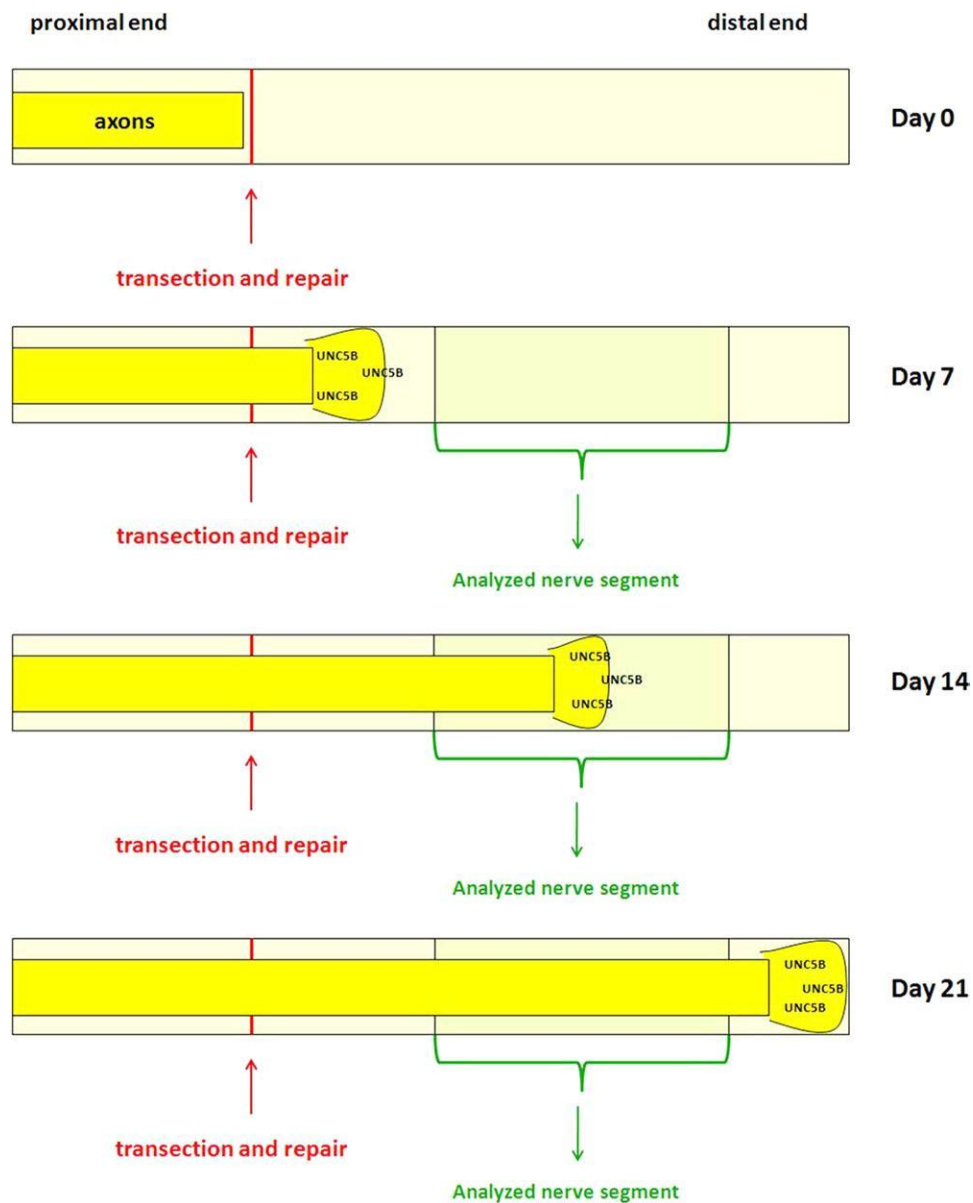 proximal end
distal end
axons
Day 0
transection and repair
UNC5B
UNC5B
UNC5B
Day 7
transection and repair
Analyzed nerve segment
UNC5B
UNC5B
UNC5B
Day 14
transection and repair
Analyzed nerve segment
UNC5B
UNC5B
UNC5B
Day 21
transection and repair
Analyzed nerve segment